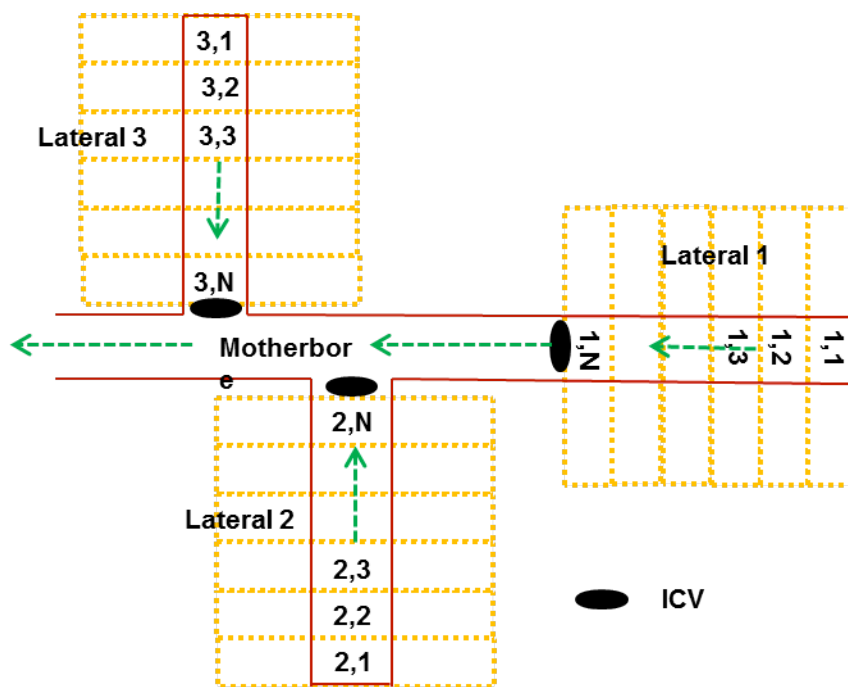 3,1
3,2
3,3
Lateral 3
3,N
Lateral 1
1,N
1,3
1,2
1,1
Motherbor
e
2,N
Lateral 2
2,3
2,2
2,1
ICV